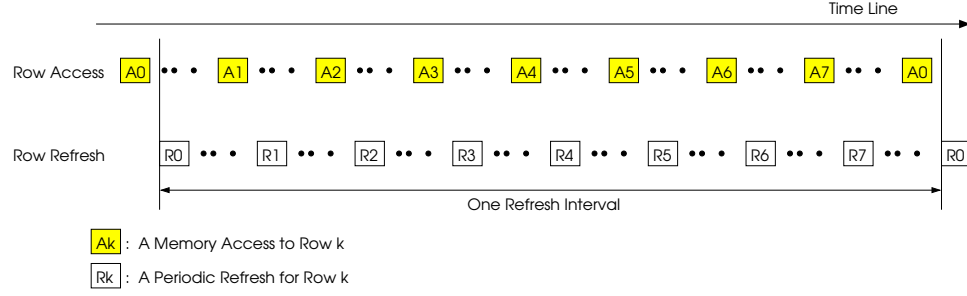 Time Line
Row Access A0 •• • A1 •• • A2 •• • A3 •• • A4 •• • A5 •• • A6 •• • A7 •• • A0
Row Refresh R0 •• • R1 •• • R2 •• • R3 •• • R4 •• • R5 •• • R6 •• • R7 •• • R0
One Refresh Interval
Ak : A Memory Access to Row k
Rk : A Periodic Refresh for Row k